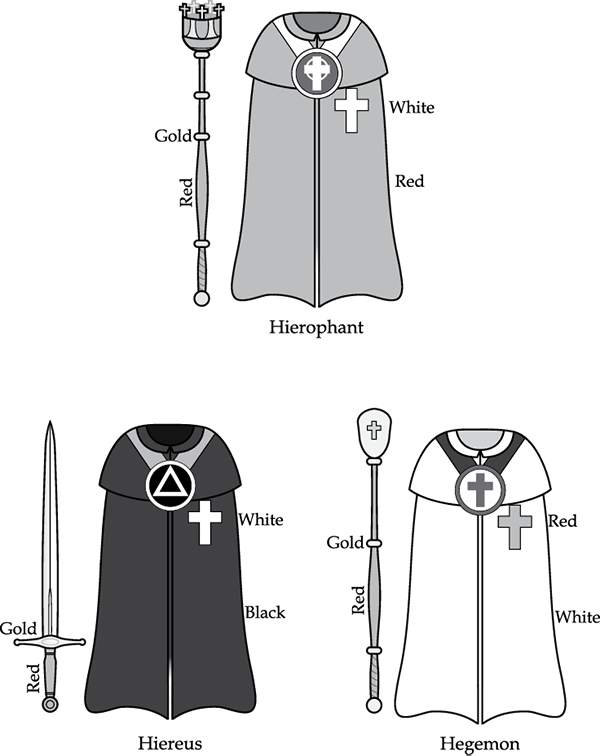 White
Gold
Red
Red
Hierophant
White
Gold
Black
Red
Hiereus
Red
Gold
Red
White
Hegemon